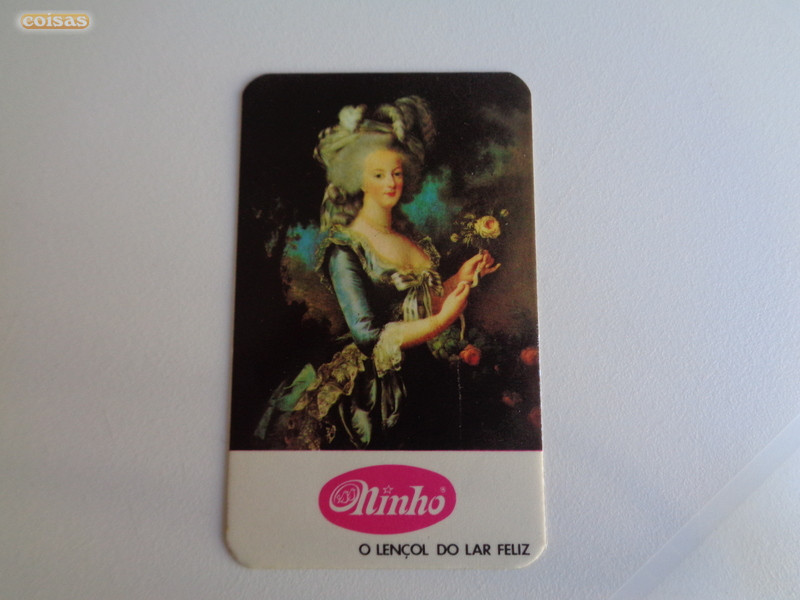 coisas
Ninho®
O LENÇOL DO LAR FELIZ